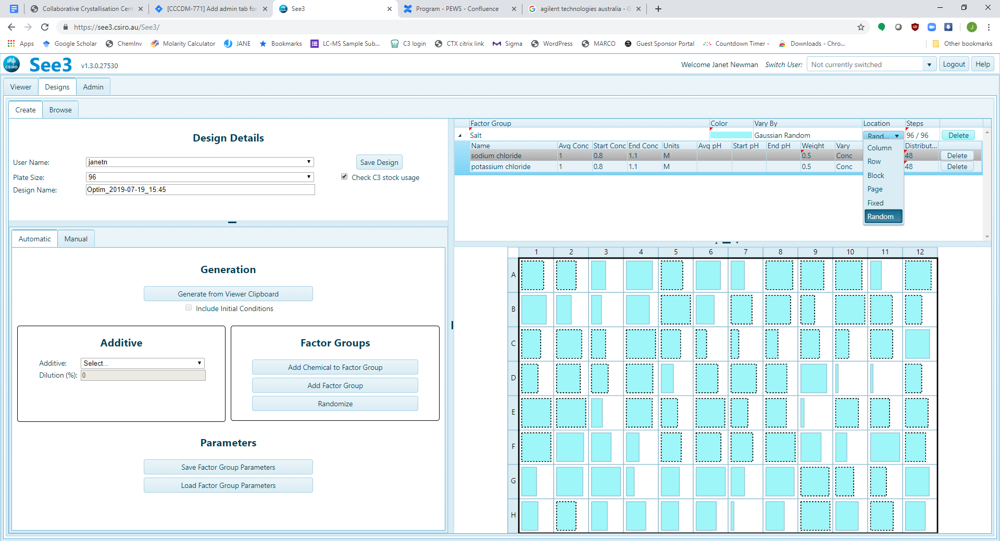 Collaborative Crystallisation Cent
[CCCDM-771] Add admin tab for
See3
Program - PEWS - Confluence
agilent technologies australia - G
https://see3.csiro.au/See3/
J
Apps
Google Scholar
ChemInv
Molarity Calculator
JANE
Bookmarks
LC-MS Sample Sub...
C3 login
CTX citrix link
Sigma
WordPress
MARCO
Guest Sponsor Portal
Countdown Timer -
Downloads - Chro...
Other bookmarks
CSIRO
See3 v1.3.0.27530
Welcome Janet Newman Switch User: Not currently switched Logout Help
Viewer Designs Admin
Create Browse
Design Details
User Name: janetn Save Design
Plate Size: 96 Check C3 stock usage
Design Name: Optim_2019-07-19_15:45
Automatic Manual
Generation
Generate from Viewer Clipboard
Include Initial Conditions
Additive
Additive: Select...
Dilution (%): 0
Factor Groups
Add Chemical to Factor Group
Add Factor Group
Randomize
Parameters
Save Factor Group Parameters
Load Factor Group Parameters
Factor Group Color Vary By Location Steps
Salt Gaussian Random Rand... 96 / 96 Delete
Name Avg Conc Start Conc End Conc Units Avg pH Start pH End pH Weight Vary Distribut...
sodium chloride 1 0.8 1.1 M 0.5 Conc 48 Delete
potassium chloride 1 0.8 1.1 M 0.5 Conc 48 Delete
Column
Row
Block
Page
Fixed
Random
1 2 3 4 5 6 7 8 9 10 11 12
A
B
C
D
E
F
G
H